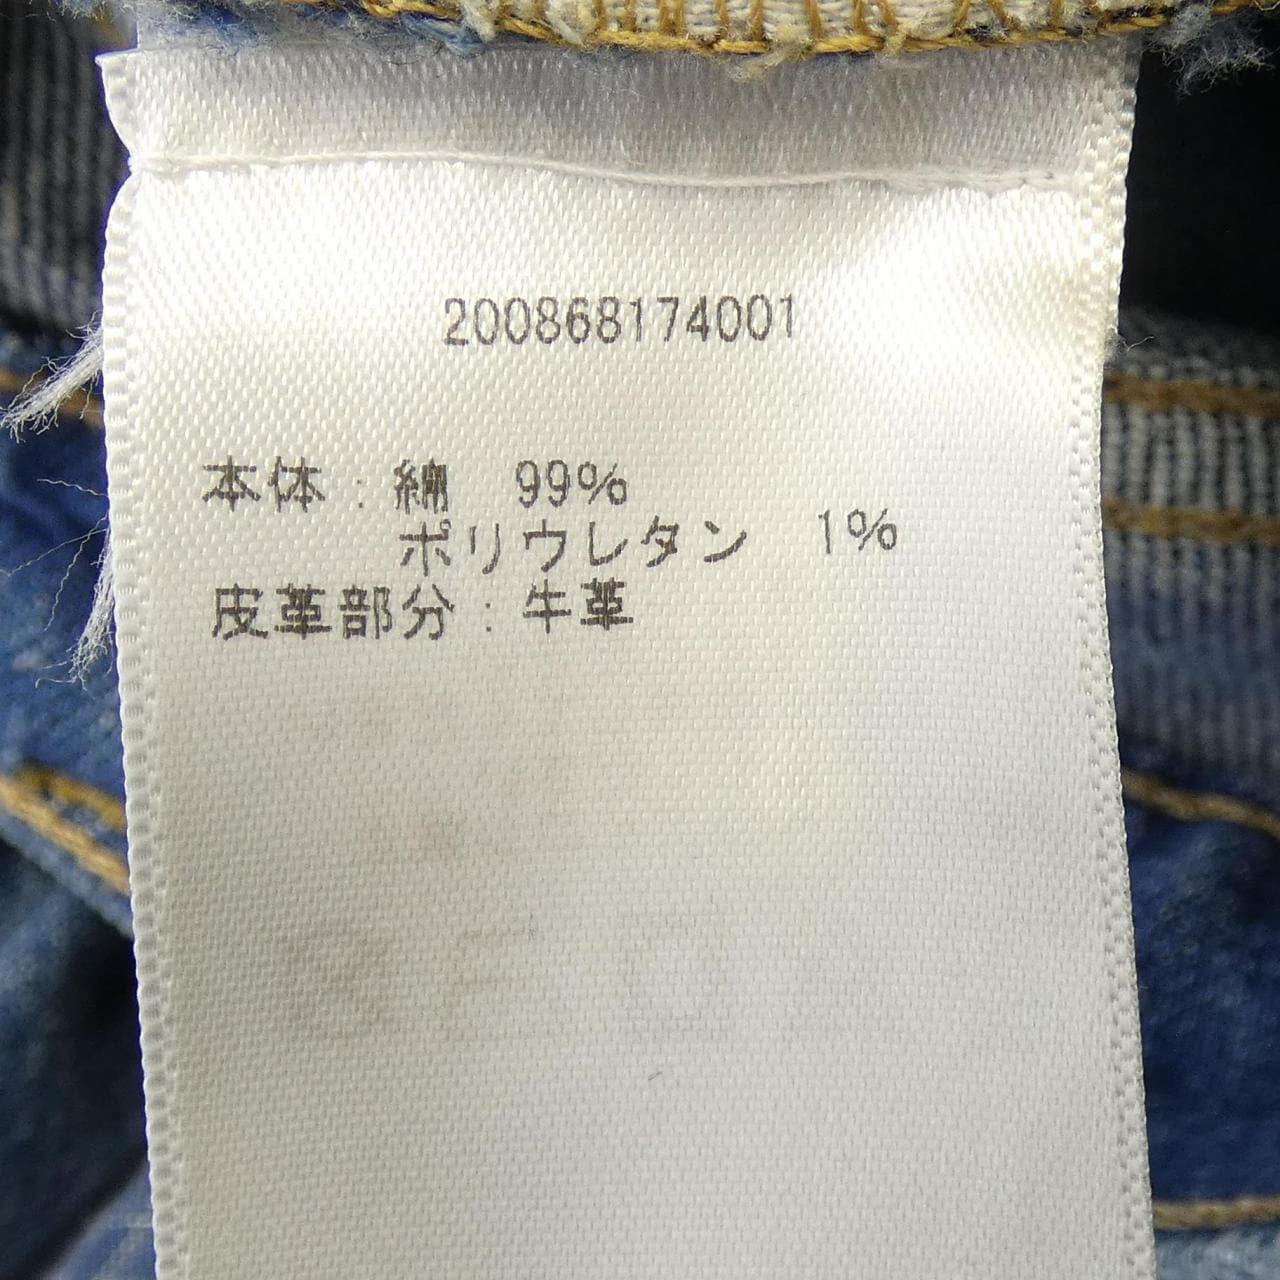 200868174001
本体：綿　99%
ポリウレタン　1%
皮革部分：牛革